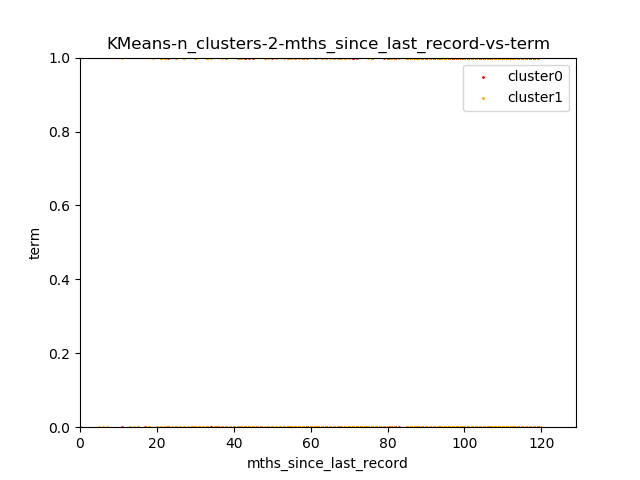 KMeans-n_clusters-2-mths_since_last_record-vs-term
1.0
cluster0
cluster1
0.8
0.6
term
0.4
0.2
0.0
0 20 40 60 80 100 120
mths_since_last_record